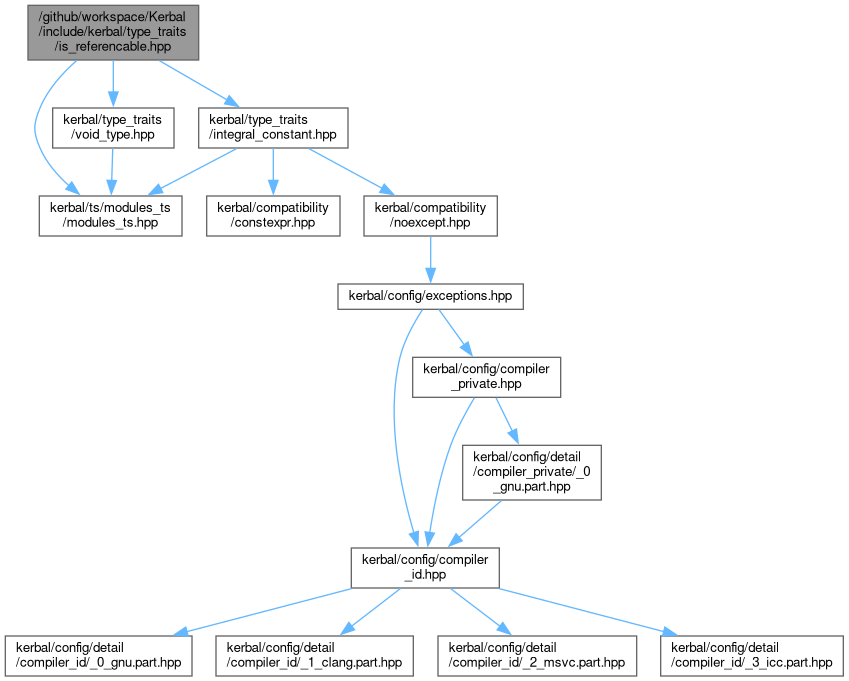 /github/workspace/Kerbal
/include/kerbal/type_traits
/is_referencable.hpp
kerbal/type_traits
/void_type.hpp
kerbal/type_traits
/integral_constant.hpp
kerbal/ts/modules_ts
/modules_ts.hpp
kerbal/compatibility
/constexpr.hpp
kerbal/compatibility
/noexcept.hpp
kerbal/config/exceptions.hpp
kerbal/config/compiler
_private.hpp
kerbal/config/detail
/compiler_private/_0
_gnu.part.hpp
kerbal/config/compiler
_id.hpp
kerbal/config/detail
/compiler_id/_0_gnu.part.hpp
kerbal/config/detail
/compiler_id/_1_clang.part.hpp
kerbal/config/detail
/compiler_id/_2_msvc.part.hpp
kerbal/config/detail
/compiler_id/_3_icc.part.hpp